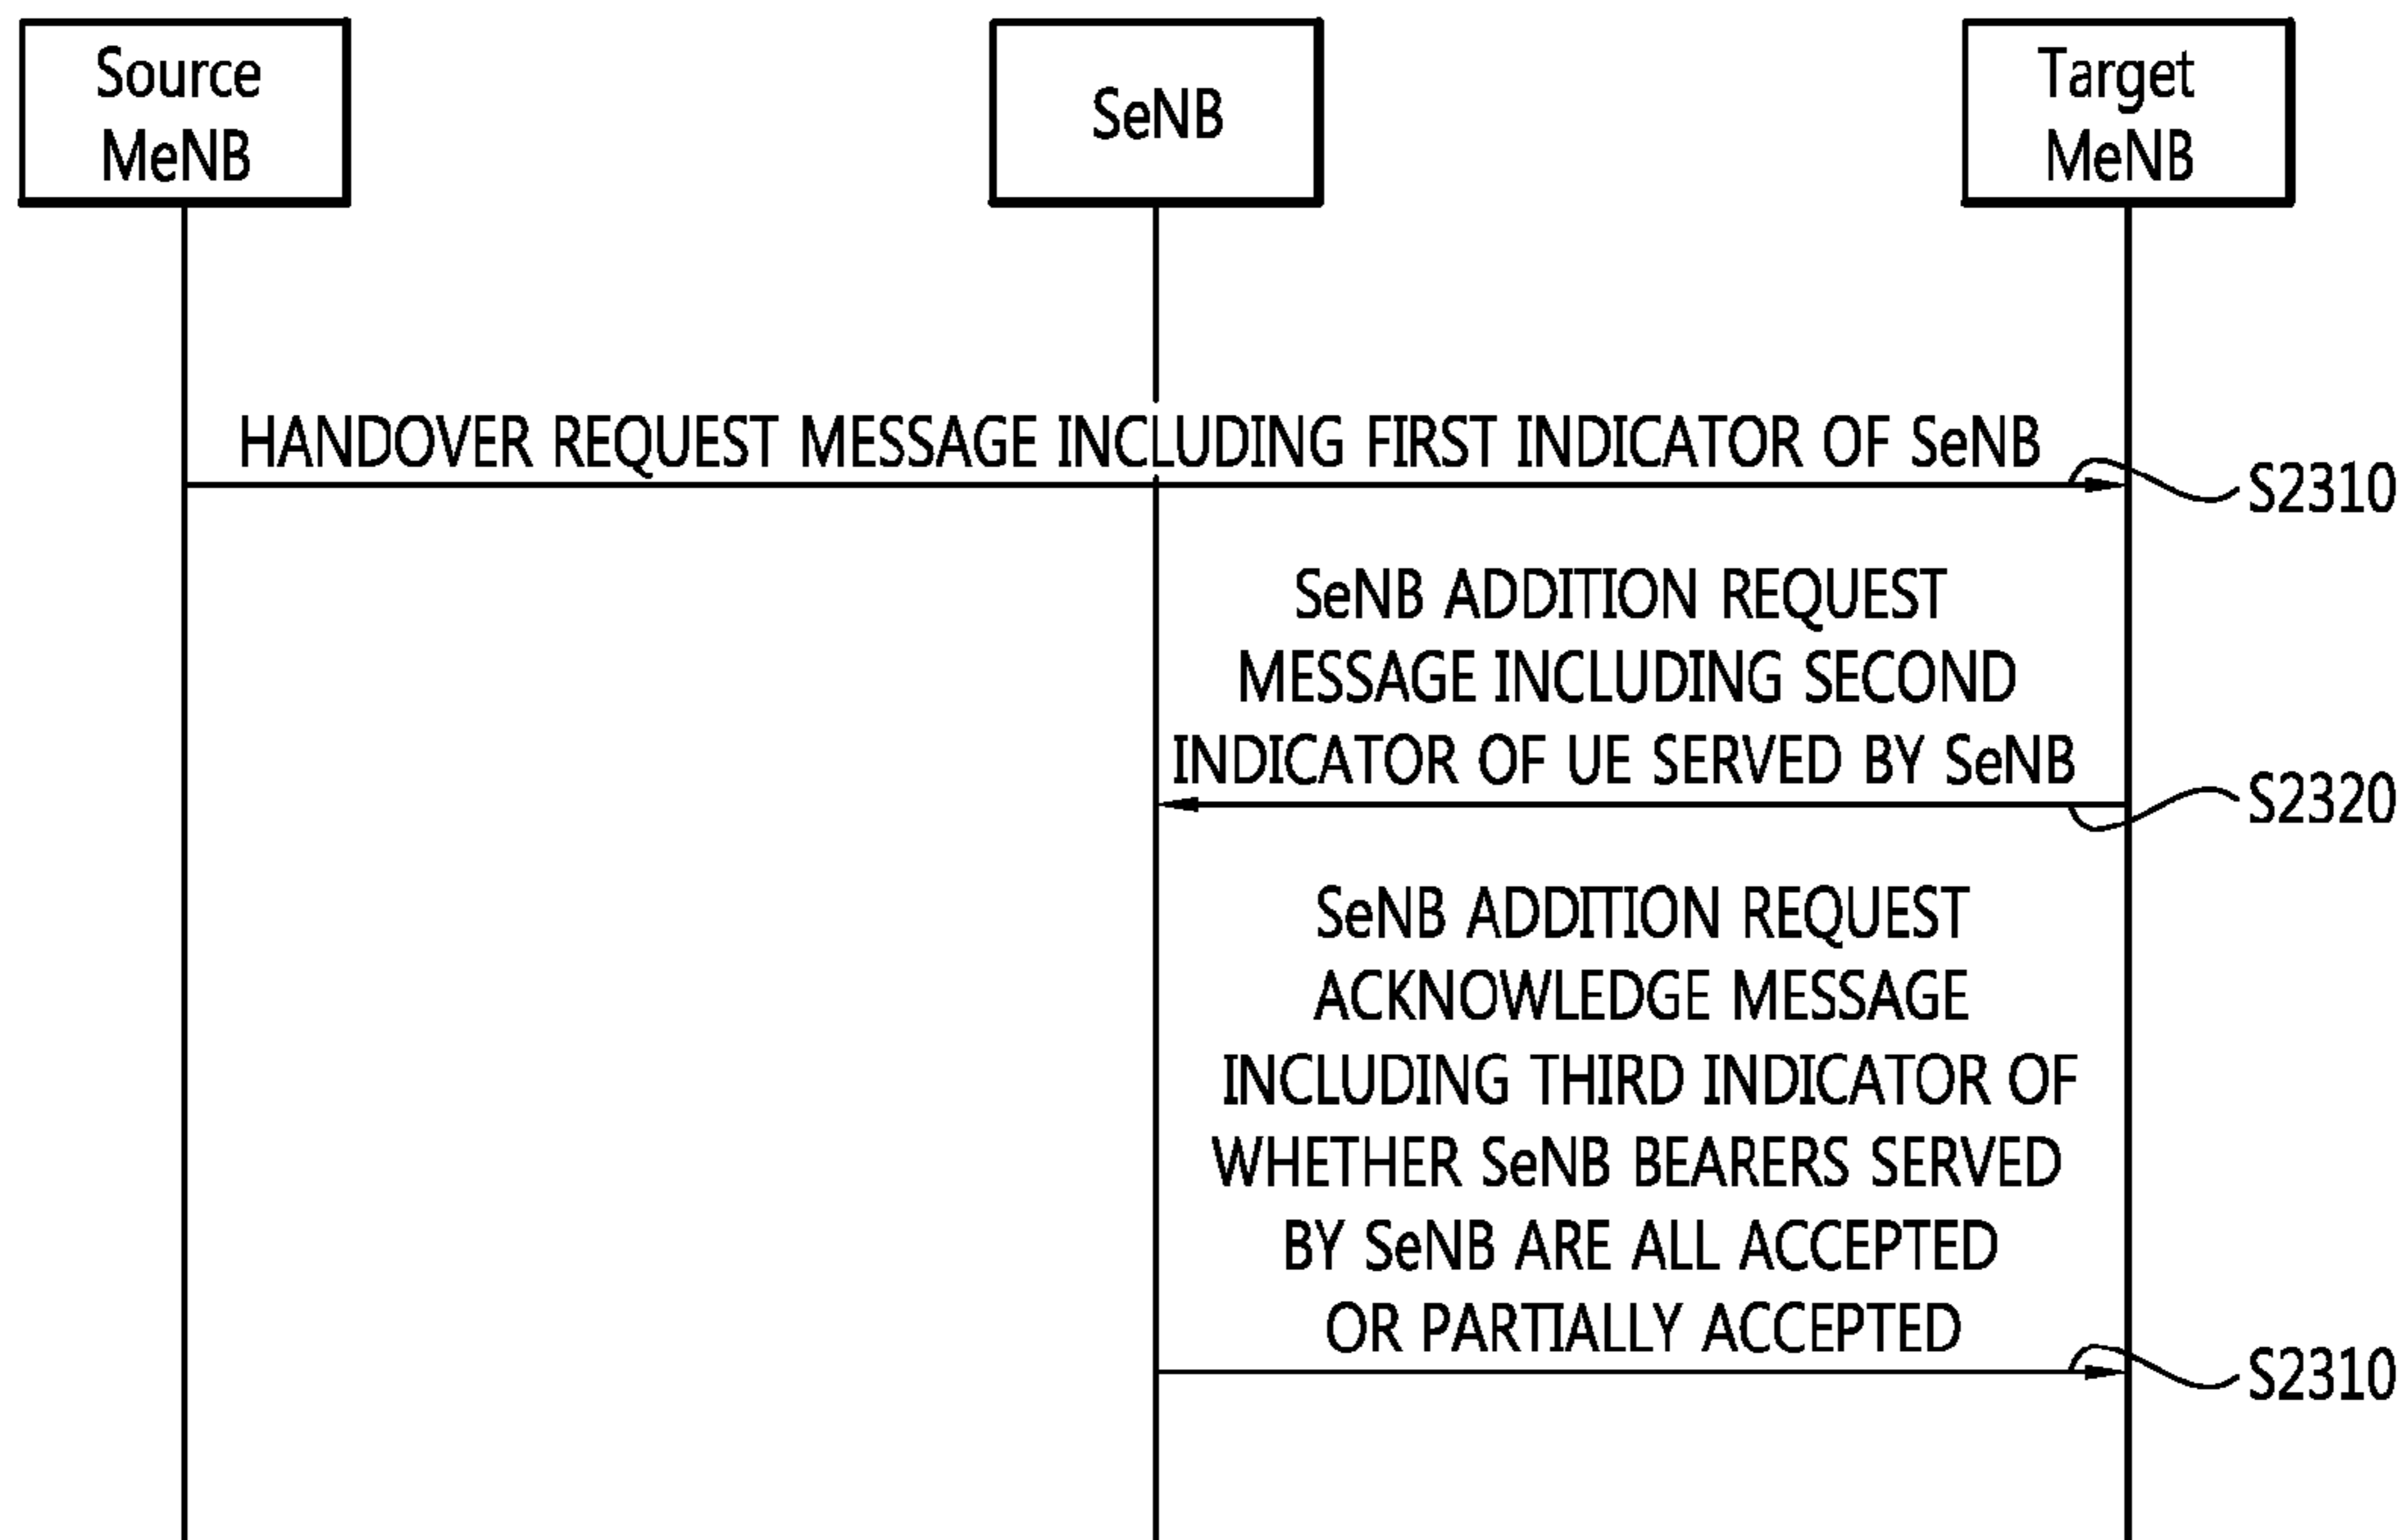 Source
MeNB
SeNB
Target
MeNB
HANDOVER REQUEST MESSAGE INCLUDING FIRST INDICATOR OF SeNB
S2310
SeNB ADDITION REQUEST
MESSAGE INCLUDING SECOND
INDICATOR OF UE SERVED BY SeNB
S2320
SeNB ADDITION REQUEST
ACKNOWLEDGE MESSAGE
INCLUDING THIRD INDICATOR OF
WHETHER SeNB BEARERS SERVED
BY SeNB ARE ALL ACCEPTED
OR PARTIALLY ACCEPTED
S2310